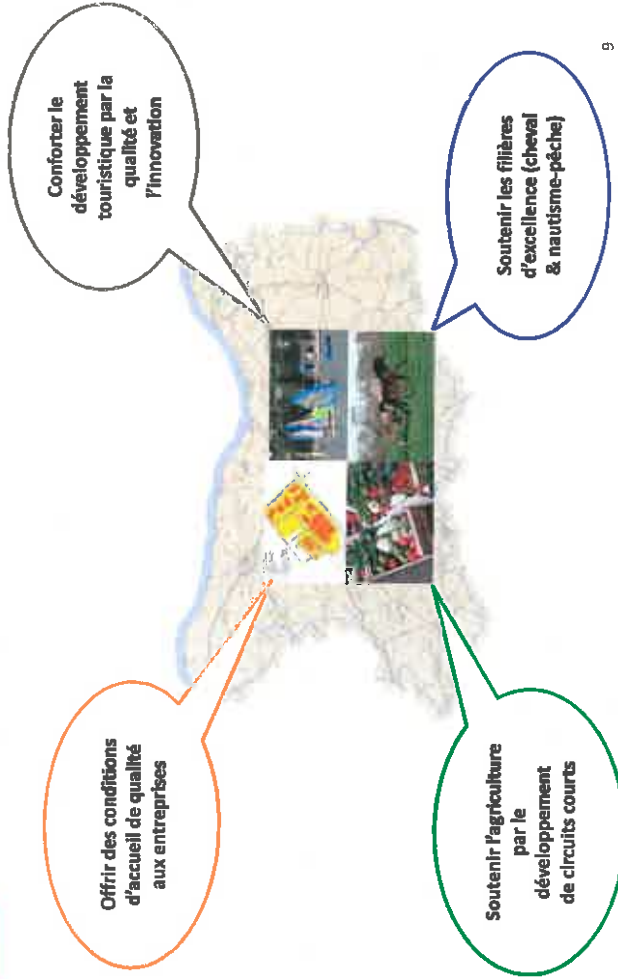 Offrir des conditions
d'accueil de qualité
aux entreprises
Conforter le
développement
touristique par la
qualité et
l'innovation
Soutenir l'agriculture
par le
développement
de circuits courts
Soutenir les filières
d'excellence (cheval
& nautisme-pêche)
9